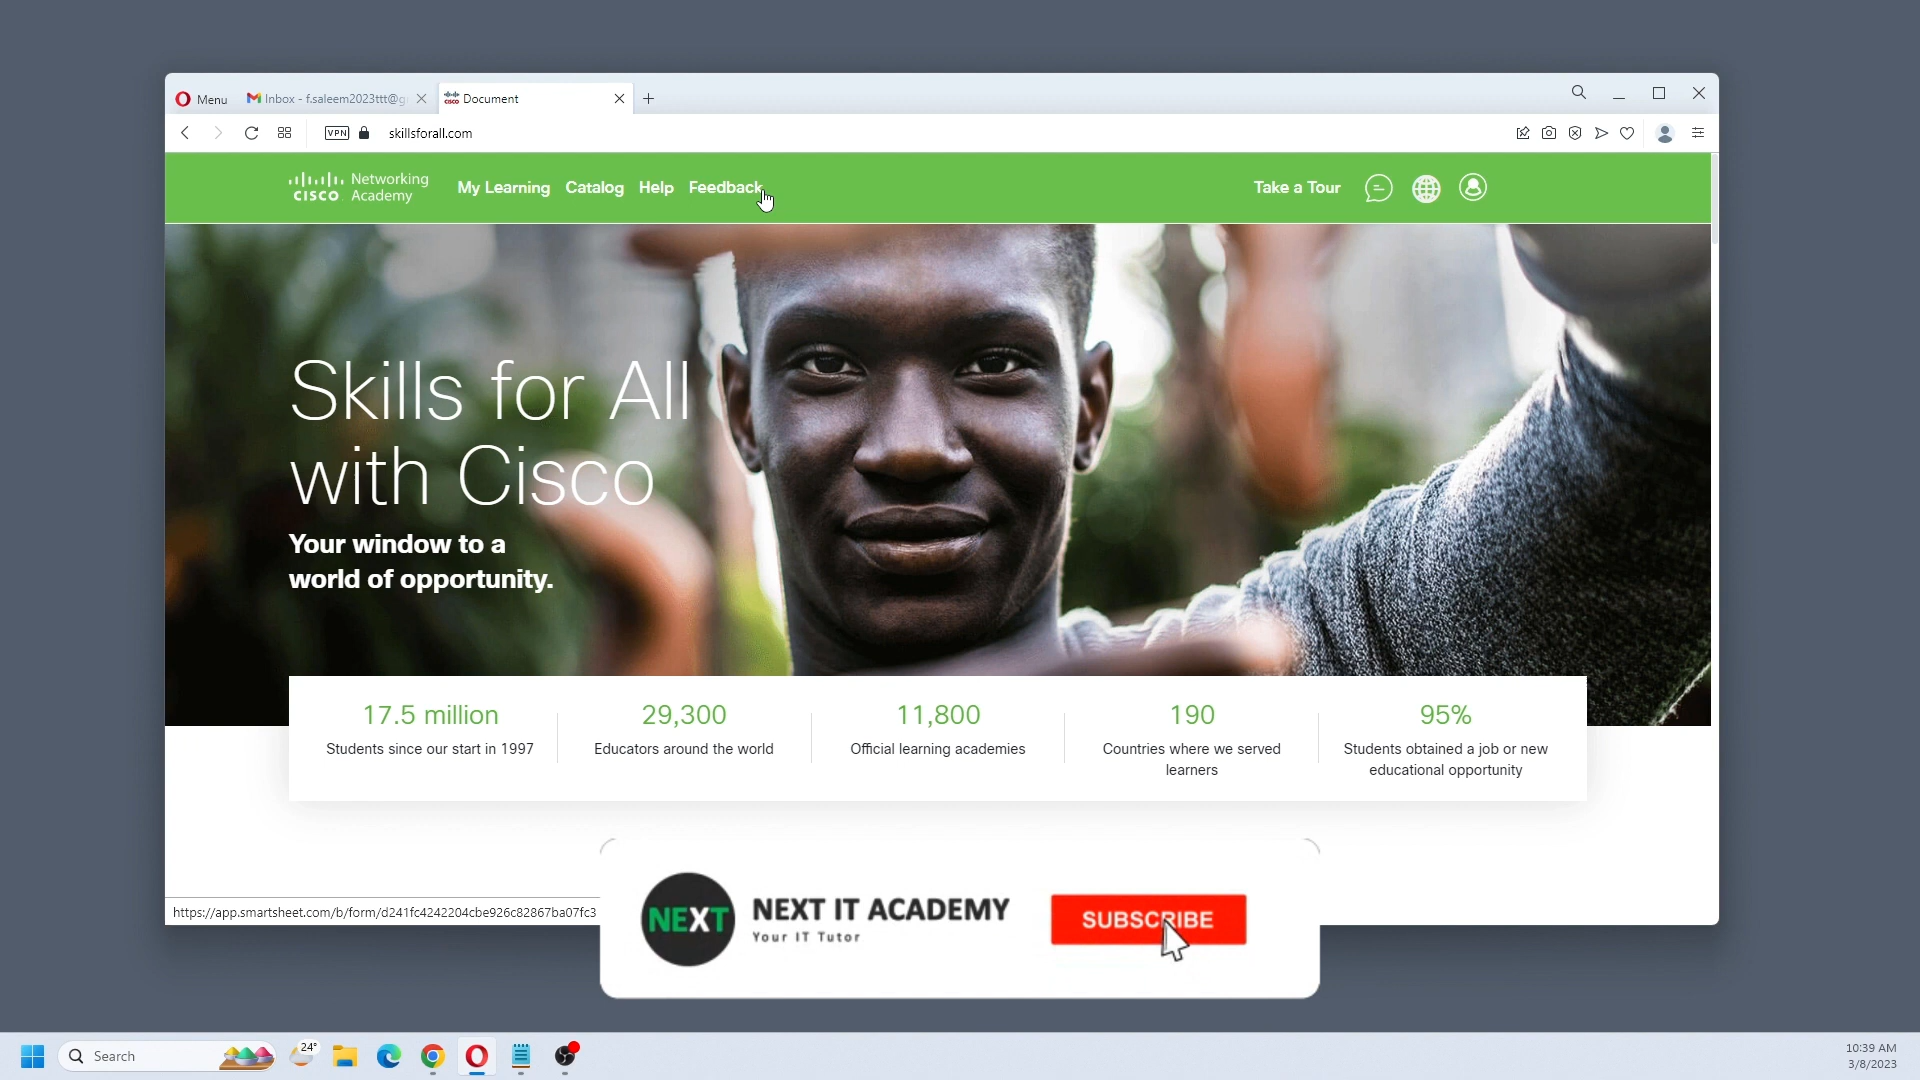 Menu
Inbox - f.saleem2023ttt@g
Document
VPN
skillsforall.com
CISCO
Networking
Academy
My Learning
Catalog
Help
Feedback
Take a Tour
Skills for All
with Cisco
Your window to a
world of opportunity.
17.5 million
Students since our start in 1997
29,300
Educators around the world
11,800
Official learning academies
190
Countries where we served
learners
95%
Students obtained a job or new
educational opportunity
https://app.smartsheet.com/b/form/d241fc4242204cbe926c82867ba07fc3
NEXT
NEXT IT ACADEMY
Your IT Tutor
SUBSCRIBE
Search
24°
10:39 AM
3/8/2023